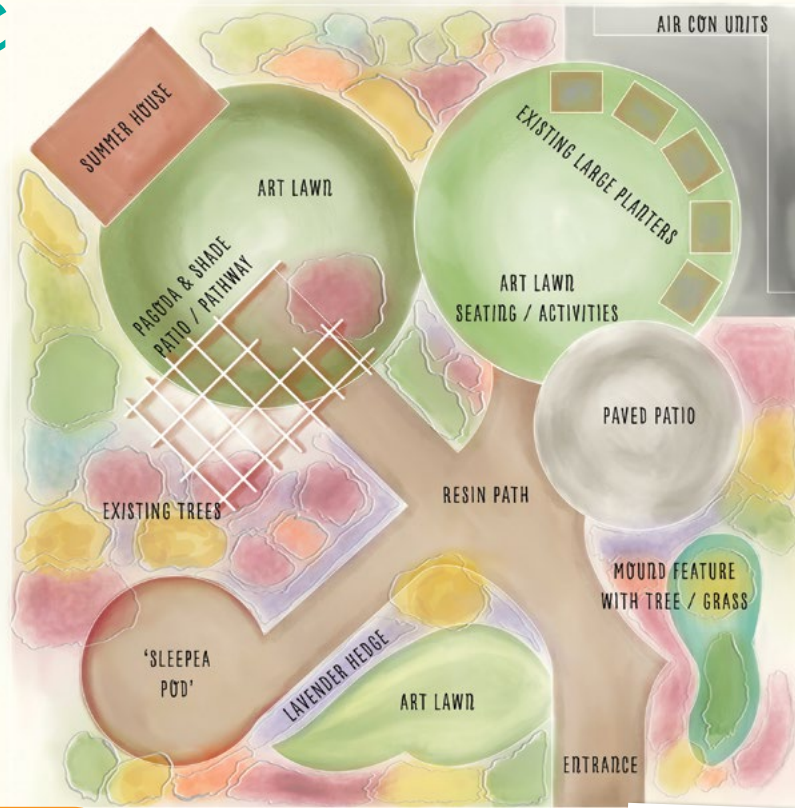 AIR CON UNITS
SUMMER HOUSE
ART LAWN
EXISTING LARGE PLANTERS
PAGODA & SHADE
PATIO / PATHWAY
ART LAWN
SEATING / ACTIVITIES
PAVED PATIO
RESIN PATH
EXISTING TREES
MOUND FEATURE
WITH TREE / GRASS
'SLEEPEA
POD'
LAVENDER HEDGE
ART LAWN
ENTRANCE